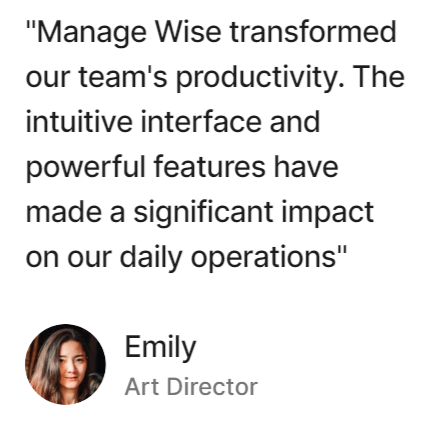 "Manage Wise transformed
our team's productivity. The
intuitive interface and
powerful features have
made a significant impact
on our daily operations"
Emily
Art Director